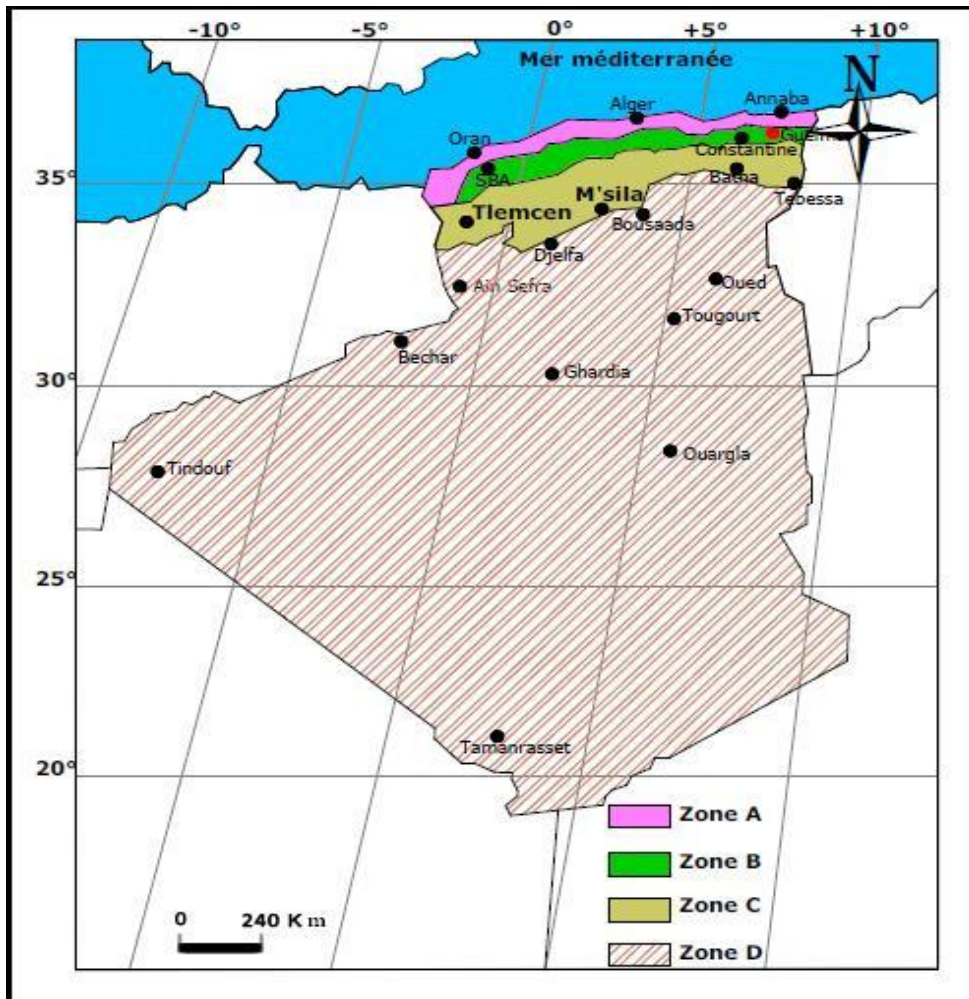 -10° -5° 0° +5° +10°
Mer méditerranée
N
Alger
Annaba
Oran
Guelma
Constantine
SBA
Batna
35°
M'sila
Tebessa
Tlemcen
Bousaada
Djelfa
Oued
Ain Sefra
Tougourt
Bechar
Ghardia
30°
Ouargla
Tindouf
25°
Tamanrasset
20°
Zone A
Zone B
Zone C
0 240 K m
Zone D